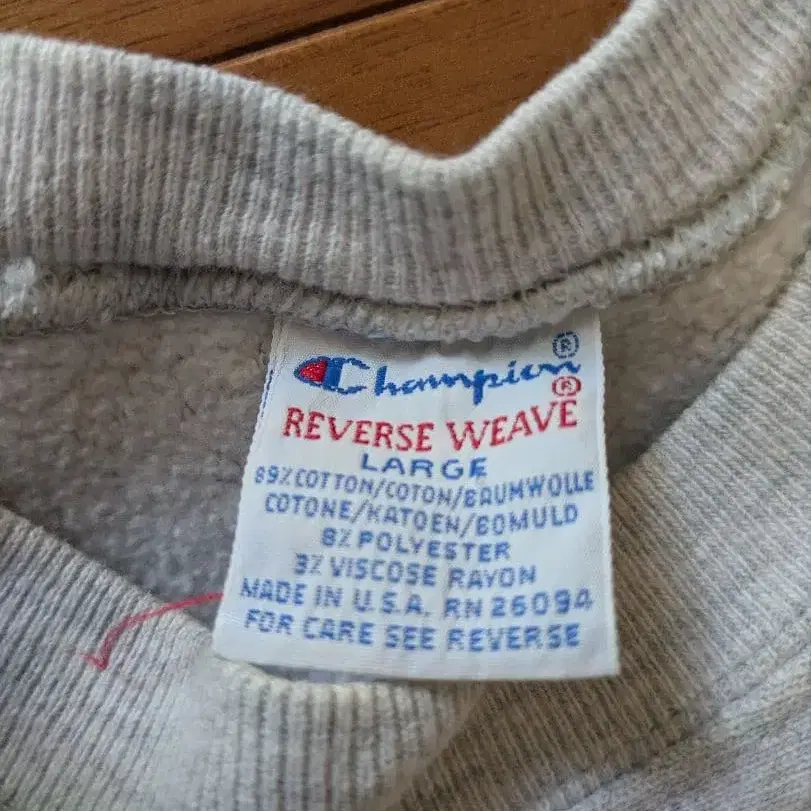 Champion®
REVERSE WEAVE®
LARGE
89% COTTON/COTON/BAUMWOLLE
COTONE/KATOEN/BOMULD
8% POLYESTER
3% VISCOSE RAYON
MADE IN U.S.A. RN 26094
FOR CARE SEE REVERSE